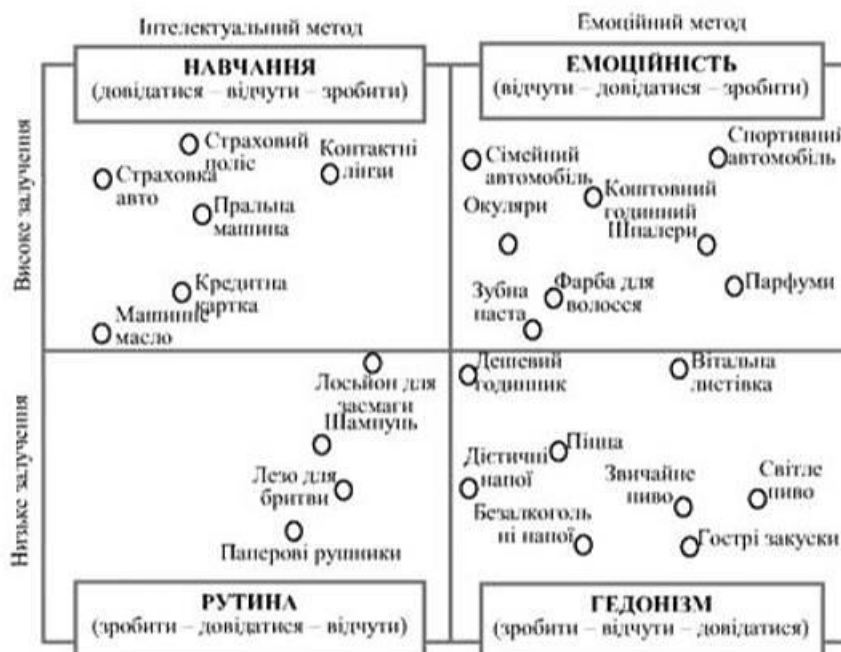 Інтелектуальний метод
Емоційний метод
НАВЧАННЯ
(довідатися – відчути – зробити)
ЕМОЦІЙНІСТЬ
(відчути – довідатися – зробити)
Високе залучення
Страховий
поліс
Контактні
лінзи
Страховка
авто
Пральна
машина
Кредитна
картка
Машинне
масло
Спортивний
автомобіль
Сімейний
автомобіль
Коштовний
годинний
Окуляри
Шпалери
Зубна
паста
Фарба для
волосся
Парфуми
Низьке залучення
Лосьйон для
засмаги
Шампунь
Лезо для
бритви
Паперові рушники
Дешевий
годинник
Вітальна
листівка
Піцца
Дієтичні
напої
Звичайне
пиво
Світле
пиво
Безалкоголь
ні напої
Гострі закуски
РУТИНА
(зробити – довідатися – відчути)
ГЕДОНІЗМ
(зробити – відчути – довідатися)